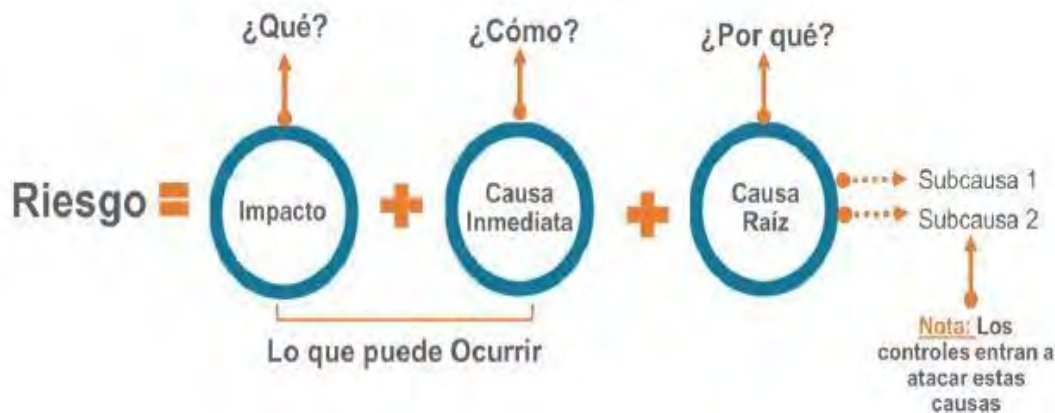 ¿Qué?
¿Cómo?
¿Por qué?
Riesgo =
Impacto
+
Causa
Inmediata
+
Causa
Raíz
Subcausa 1
Subcausa 2
Lo que puede Ocurrir
Nota: Los
controles entran a
atacar estas
causas